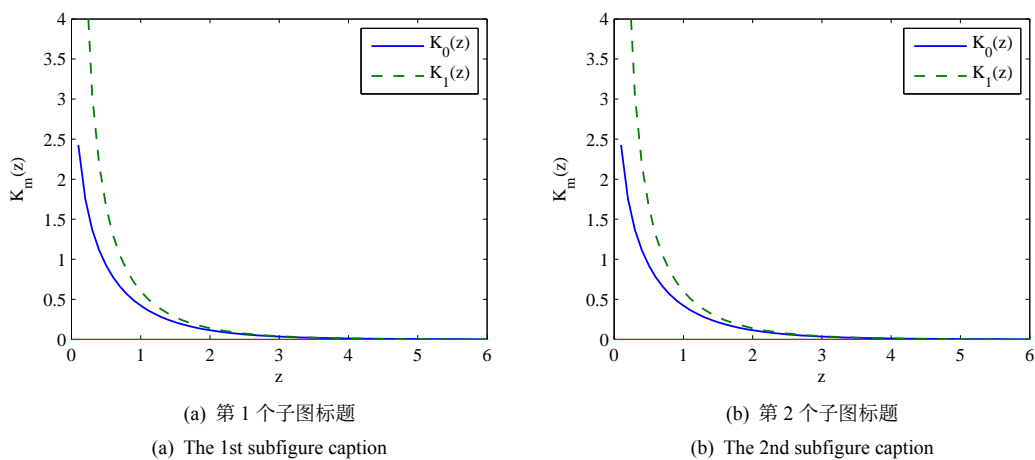 4
3.5
3
2.5
2
1.5
1
0.5
0
K_m(z)
K_0(z)
K_1(z)
0 1 2 3 4 5 6
z
(a) 第 1 个子图标题
(a) The 1st subfigure caption
4
3.5
3
2.5
2
1.5
1
0.5
0
K_m(z)
K_0(z)
K_1(z)
0 1 2 3 4 5 6
z
(b) 第 2 个子图标题
(b) The 2nd subfigure caption